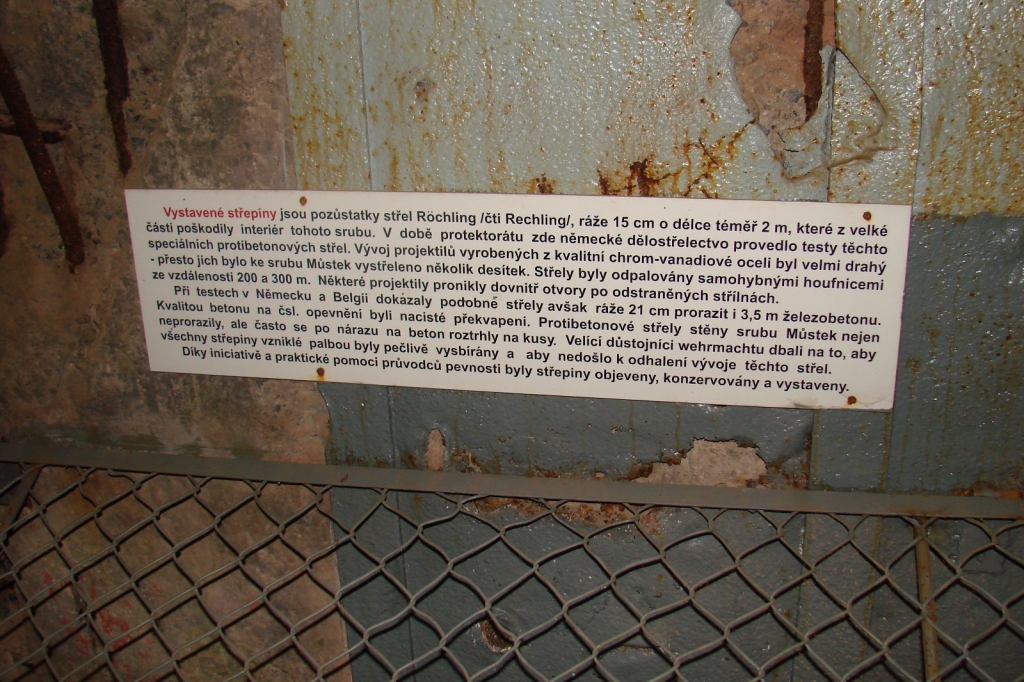 Vystavené střepiny jsou pozůstatky střel Röchling /čti Rechling/, ráže 15 cm o délce téměř 2 m, které z velké
části poškodily interiér tohoto srubu. V době protektorátu zde německé dělostřelectvo provedlo testy těchto
speciálních protibetonových střel. Vývoj projektilů vyrobených z kvalitní chrom-vanadiové oceli byl velmi drahý
- přesto jich bylo ke srubu Můstek vystřeleno několik desítek. Střely byly odpalovány samohybnými houfnicemi
ze vzdálenosti 200 a 300 m. Některé projektily pronikly dovnitř otvory po odstraněných střílnách.
Při testech v Německu a Belgii dokázaly podobné střely avšak ráže 21 cm prorazit i 3,5 m železobetonu.
Kvalitou betonu na čsl. opevnění byli nacisté překvapeni. Protibetonové střely stěny srubu Můstek nejen
neprorazily, ale často se po nárazu na beton roztrhly na kusy. Velící důstojníci wehrmachtu dbali na to, aby
všechny střepiny vzniklé palbou byly pečlivě vysbírány a aby nedošlo k odhalení vývoje těchto střel.
Díky iniciativě a praktické pomoci průvodců pevnosti byly střepiny objeveny, konzervovány a vystaveny.